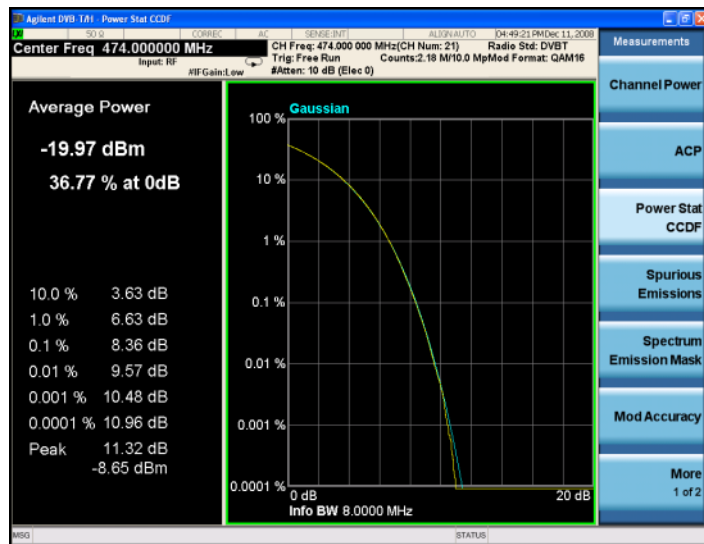 Agilent DVB-T/H - Power Stat CCDF
50 Ω CORREC AC SENSE:INT ALIGN AUTO 04:49:21 PM Dec 11, 2008
Center Freq 474.000000 MHz
CH Freq: 474.000 000 MHz(CH Num: 21) Radio Std: DVBT
Input: RF Trig: Free Run Counts:2.18 M/10.0 Mp Mod Format: QAM16
#IFGain:Low #Atten: 10 dB (Elec 0)
Average Power
-19.97 dBm
36.77 % at 0dB
10.0 % 3.63 dB
1.0 % 6.63 dB
0.1 % 8.36 dB
0.01 % 9.57 dB
0.001 % 10.48 dB
0.0001 % 10.96 dB
Peak 11.32 dB
-8.65 dBm
Gaussian
100 %
10 %
1 %
0.1 %
0.01 %
0.001 %
0.0001 %
0 dB 20 dB
Info BW 8.0000 MHz
Measurements
Channel Power
ACP
Power Stat
CCDF
Spurious
Emissions
Spectrum
Emission Mask
Mod Accuracy
More
1 of 2
MSG STATUS